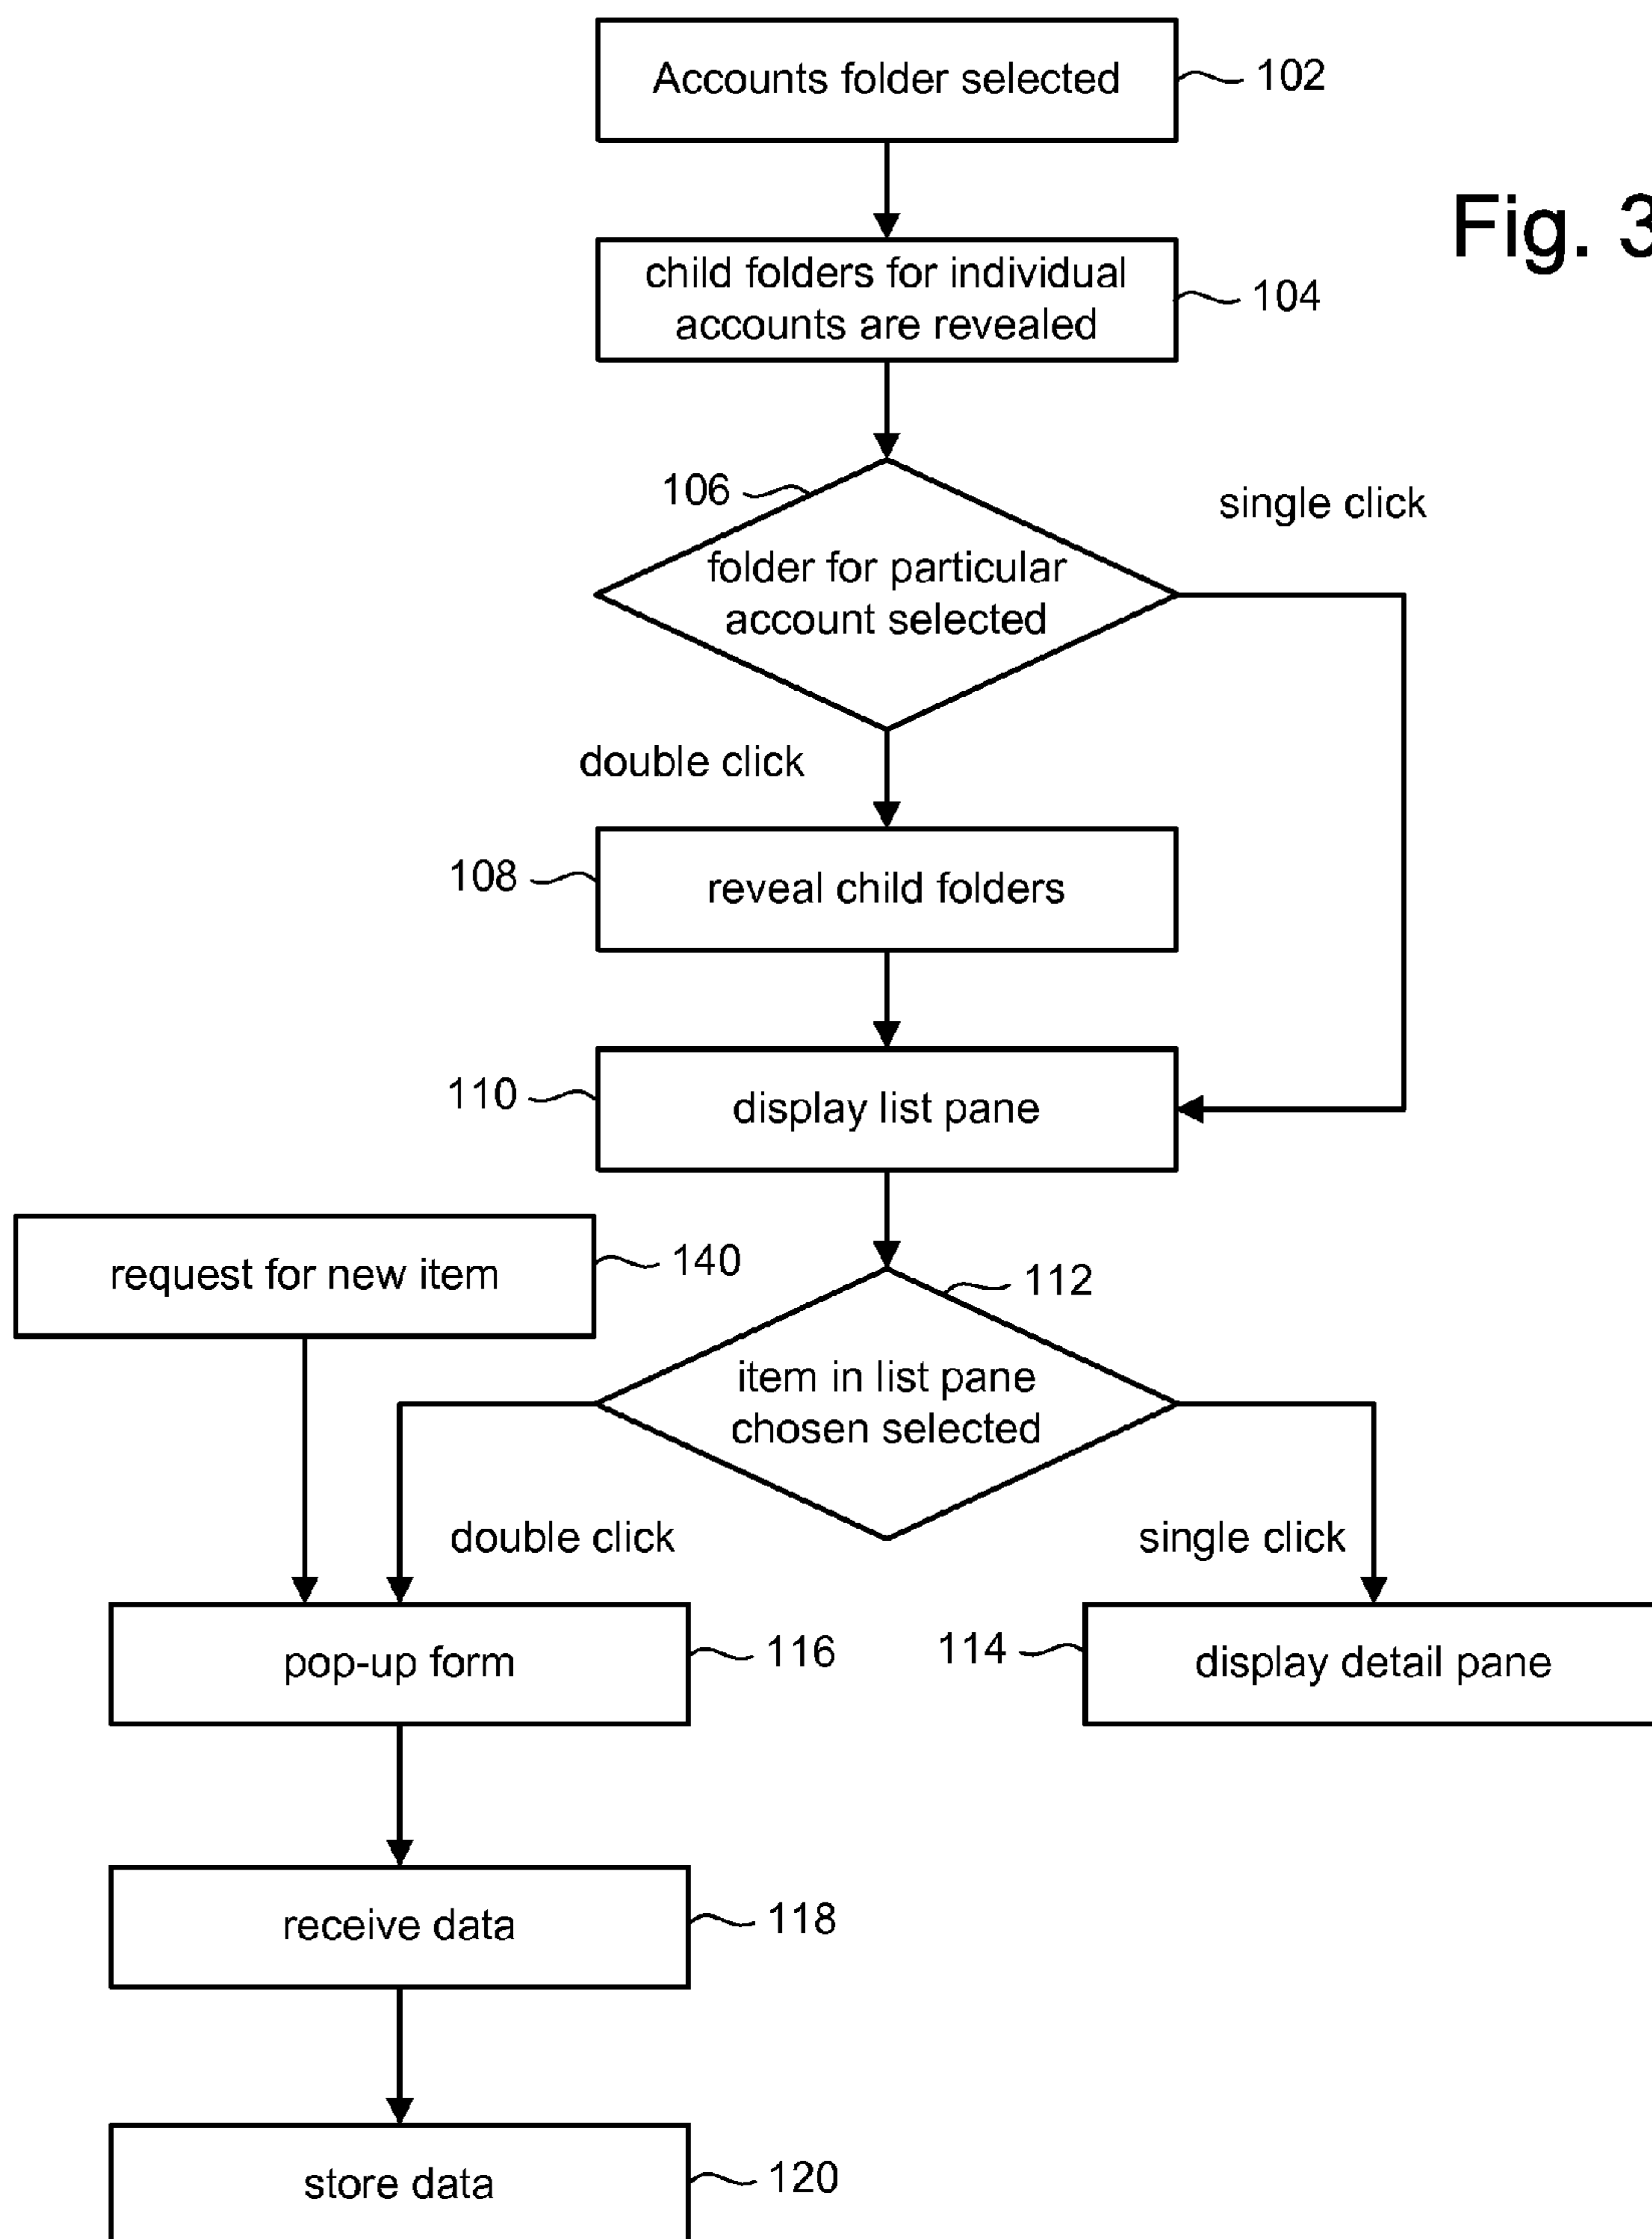 Accounts folder selected
102
Fig. 3
child folders for individual
accounts are revealed
104
106
single click
folder for particular
account selected
double click
108
reveal child folders
110
display list pane
request for new item
140
112
item in list pane
chosen selected
double click
single click
pop-up form
116
114
display detail pane
receive data
118
store data
120